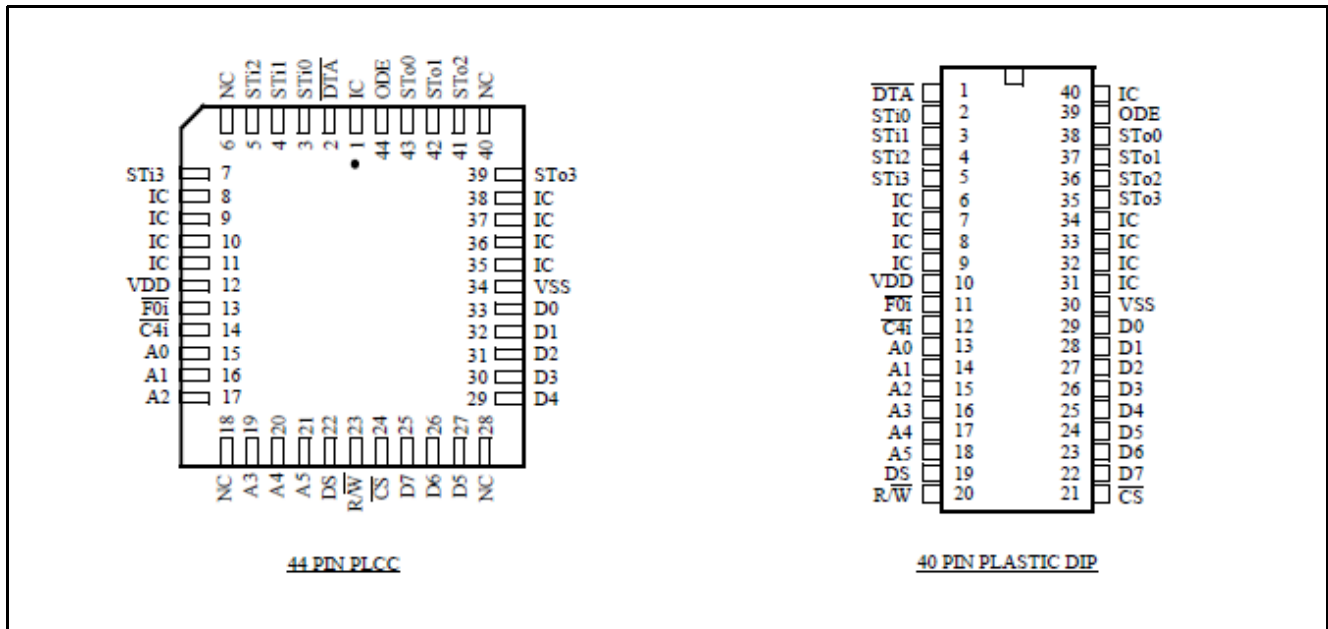 NC STi2 STi1 STi0 DTA IC ODE STo0 STo1 STo2 NC
6 5 4 3 2 1 44 43 42 41 40
STi3 7 39 STo3
IC 8 38 IC
IC 9 37 IC
IC 10 36 IC
IC 11 35 IC
VDD 12 34 VSS
F0i 13 33 D0
C4i 14 32 D1
A0 15 31 D2
A1 16 30 D3
A2 17 29 D4
18 19 20 21 22 23 24 25 26 27 28
NC A3 A4 A5 DS R/W CS D7 D6 D5 NC
44 PIN PLCC
DTA 1 40 IC
STi0 2 39 ODE
STi1 3 38 STo0
STi2 4 37 STo1
STi3 5 36 STo2
IC 6 35 STo3
IC 7 34 IC
IC 8 33 IC
IC 9 32 IC
VDD 10 31 IC
F0i 11 30 VSS
C4i 12 29 D0
A0 13 28 D1
A1 14 27 D2
A2 15 26 D3
A3 16 25 D4
A4 17 24 D5
A5 18 23 D6
DS 19 22 D7
R/W 20 21 CS
40 PIN PLASTIC DIP